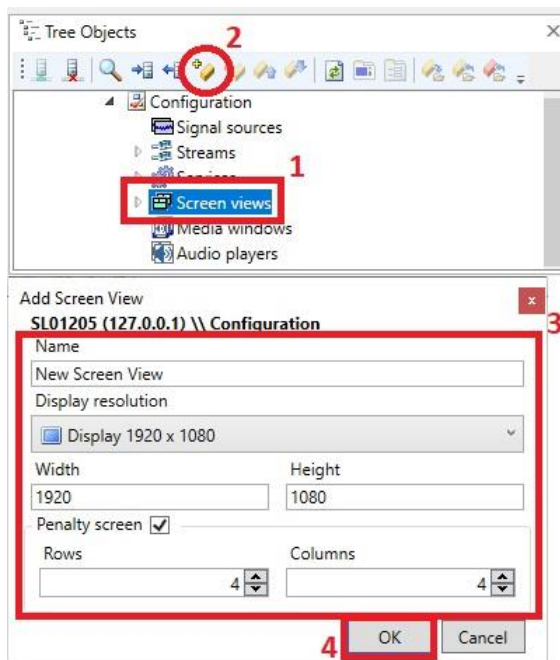 Tree Objects
2
Configuration
Signal sources
Streams
1
Services
Screen views
Media windows
Audio players
Add Screen View
SL01205 (127.0.0.1) \\ Configuration
3
Name
New Screen View
Display resolution
Display 1920 x 1080
Width Height
1920 1080
Penalty screen
Rows Columns
4 4
4 OK Cancel